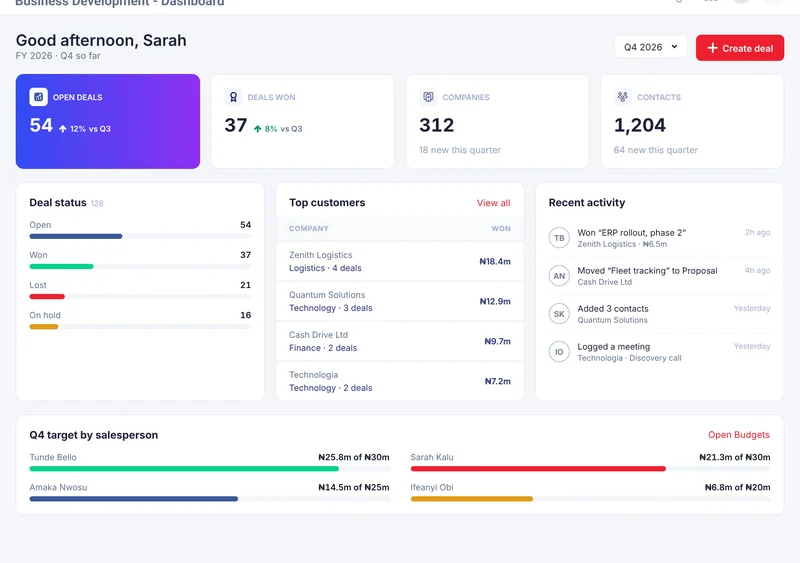 Business Development - Dashboard
Good afternoon, Sarah
FY 2026 · Q4 so far
Q4 2026
Create deal
OPEN DEALS
54 12% vs Q3
DEALS WON
37 8% vs Q3
COMPANIES
312
18 new this quarter
CONTACTS
1,204
64 new this quarter
Deal status 128
Open 54
Won 37
Lost 21
On hold 16
Top customers View all
COMPANY WON
Zenith Logistics
Logistics · 4 deals
₦18.4m
Quantum Solutions
Technology · 3 deals
₦12.9m
Cash Drive Ltd
Finance · 2 deals
₦9.7m
Technologia
Technology · 2 deals
₦7.2m
Recent activity
TB
Won “ERP rollout, phase 2” 2h ago
Zenith Logistics · ₦6.5m
AN
Moved “Fleet tracking” to Proposal 4h ago
Cash Drive Ltd
SK
Added 3 contacts Yesterday
Quantum Solutions
IO
Logged a meeting Yesterday
Technologia · Discovery call
Q4 target by salesperson Open Budgets
Tunde Bello ₦25.8m of ₦30m
Sarah Kalu ₦21.3m of ₦30m
Amaka Nwosu ₦14.5m of ₦25m
Ifeanyi Obi ₦6.8m of ₦20m